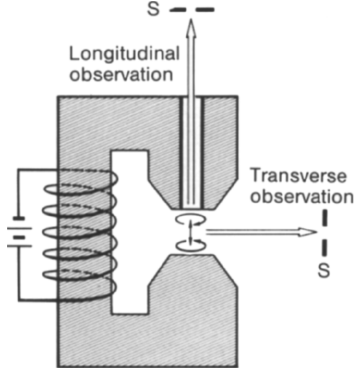 S
Longitudinal
observation
Transverse
observation
S